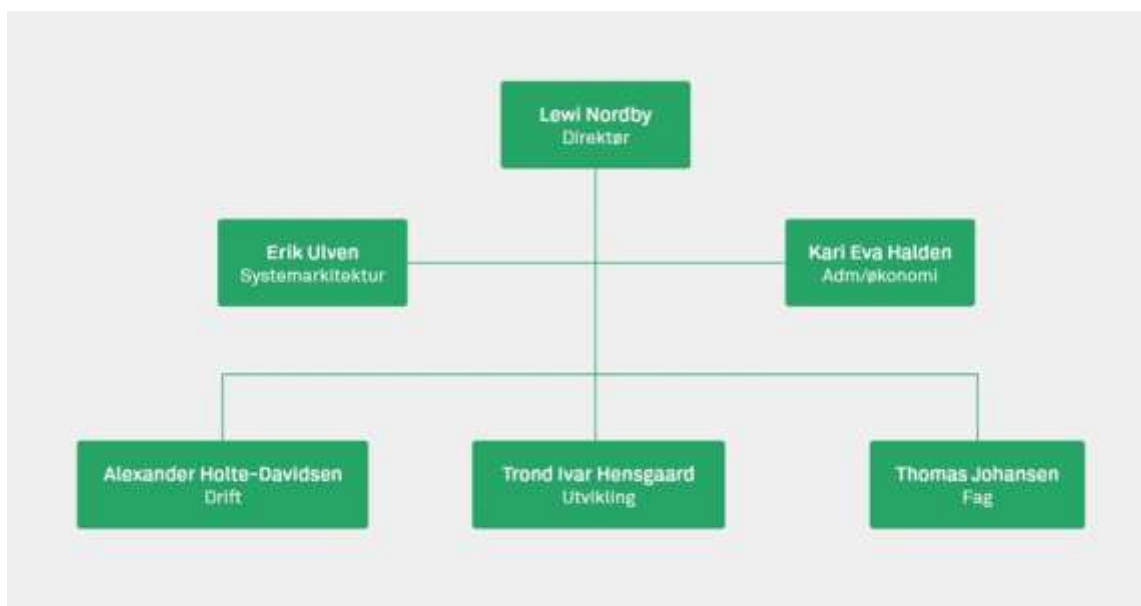 Lewi Nordby
Direktør
Erik Ulven
Systemarkitektur
Kari Eva Halden
Adm/økonomi
Alexander Holte-Davidsen
Drift
Trond Ivar Hensgaard
Utvikling
Thomas Johansen
Fag